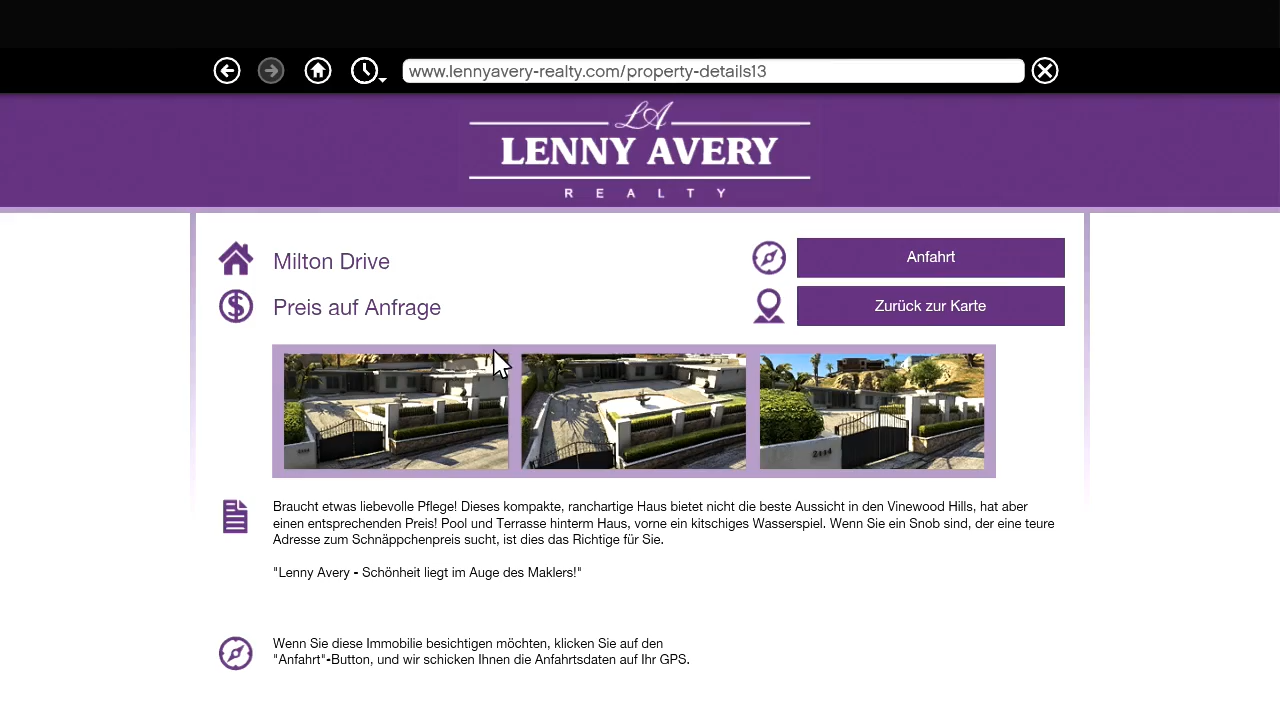 www.lennyavery-realty.com/property-details13
LA
LENNY AVERY
REALTY
Milton Drive
Anfahrt
Preis auf Anfrage
Zurück zur Karte
Braucht etwas liebevolle Pflege! Dieses kompakte, ranchartige Haus bietet nicht die beste Aussicht in den Vinewood Hills, hat aber
einen entsprechenden Preis! Pool und Terrasse hinterm Haus, vorne ein kitschiges Wasserspiel. Wenn Sie ein Snob sind, der eine teure
Adresse zum Schnäppchenpreis sucht, ist dies das Richtige für Sie.
"Lenny Avery - Schönheit liegt im Auge des Maklers!"
Wenn Sie diese Immobilie besichtigen möchten, klicken Sie auf den
"Anfahrt"-Button, und wir schicken Ihnen die Anfahrtsdaten auf Ihr GPS.